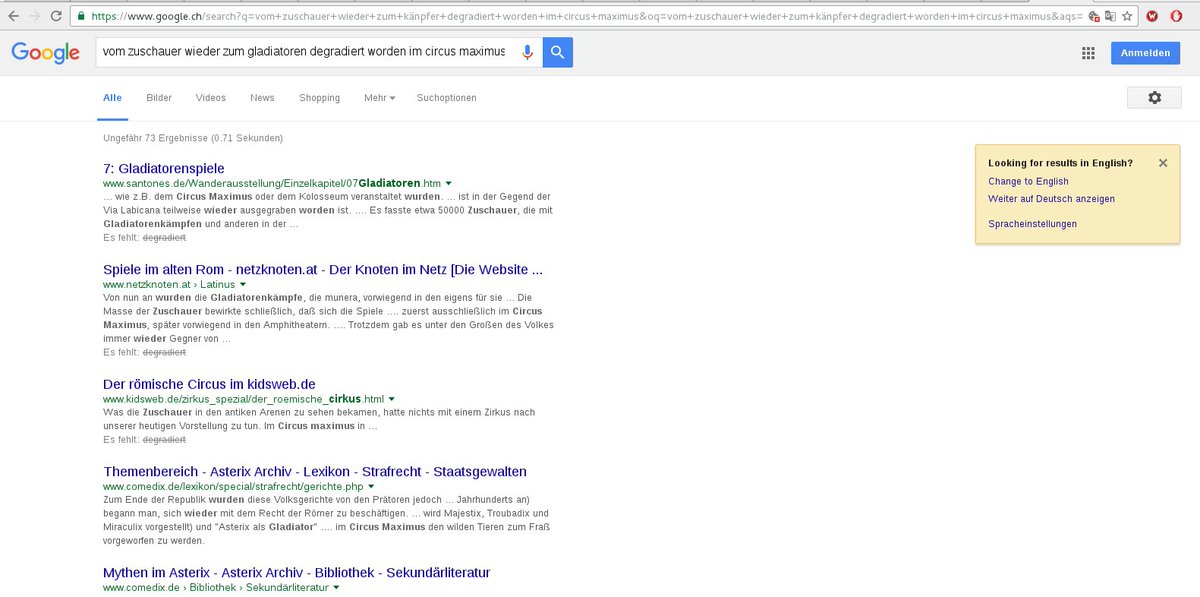 https://www.google.ch/search?q=vom+zuschauer+wieder+zum+känpfer+degradiert+worden+im+circus+maximus&oq=vom+zuschauer+wieder+zum+känpfer+degradiert+worden+im+circus+maximus&aqs=
Google
vom zuschauer wieder zum gladiatoren degradiert worden im circus maximus
Anmelden
Alle Bilder Videos News Shopping Mehr Suchoptionen
Ungefähr 73 Ergebnisse (0.71 Sekunden)
7: Gladiatorenspiele
www.santones.de/Wanderausstellung/Einzelkapitel/07Gladiatoren.htm
... wie z.B. dem Circus Maximus oder dem Kolosseum veranstaltet wurden. ... ist in der Gegend der
Via Labicana teilweise wieder ausgegraben worden ist. .... Es fasste etwa 50000 Zuschauer, die mit
Gladiatorenkämpfen und anderen in der ...
Es fehlt: degradiert
Spiele im alten Rom - netzknoten.at - Der Knoten im Netz [Die Website ...
www.netzknoten.at › Latinus
Von nun an wurden die Gladiatorenkämpfe, die munera, vorwiegend in den eigens für sie ... Die
Masse der Zuschauer bewirkte schließlich, daß sich die Spiele .... zuerst ausschließlich im Circus
Maximus, später vorwiegend in den Amphitheatern. .... Trotzdem gab es unter den Großen des Volkes
immer wieder Gegner von ...
Es fehlt: degradiert
Der römische Circus im kidsweb.de
www.kidsweb.de/zirkus_spezial/der_roemische_cirkus.html
Was die Zuschauer in den antiken Arenen zu sehen bekamen, hatte nichts mit einem Zirkus nach
unserer heutigen Vorstellung zu tun. Im Circus maximus in ...
Es fehlt: degradiert
Themenbereich - Asterix Archiv - Lexikon - Strafrecht - Staatsgewalten
www.comedix.de/lexikon/special/strafrecht/gerichte.php
Zum Ende der Republik wurden diese Volksgerichte von den Prätoren jedoch ... Jahrhunderts an)
begann man, sich wieder mit dem Recht der Römer zu beschäftigen. ... wird Majestix, Troubadix und
Miraculix vorgestellt) und "Asterix als Gladiator" .... im Circus Maximus den wilden Tieren zum Fraß
vorgeworfen zu werden.
Mythen im Asterix - Asterix Archiv - Bibliothek - Sekundärliteratur
www.comedix.de › Bibliothek › Sekundärliteratur
Looking for results in English?
Change to English
Weiter auf Deutsch anzeigen
Spracheinstellungen